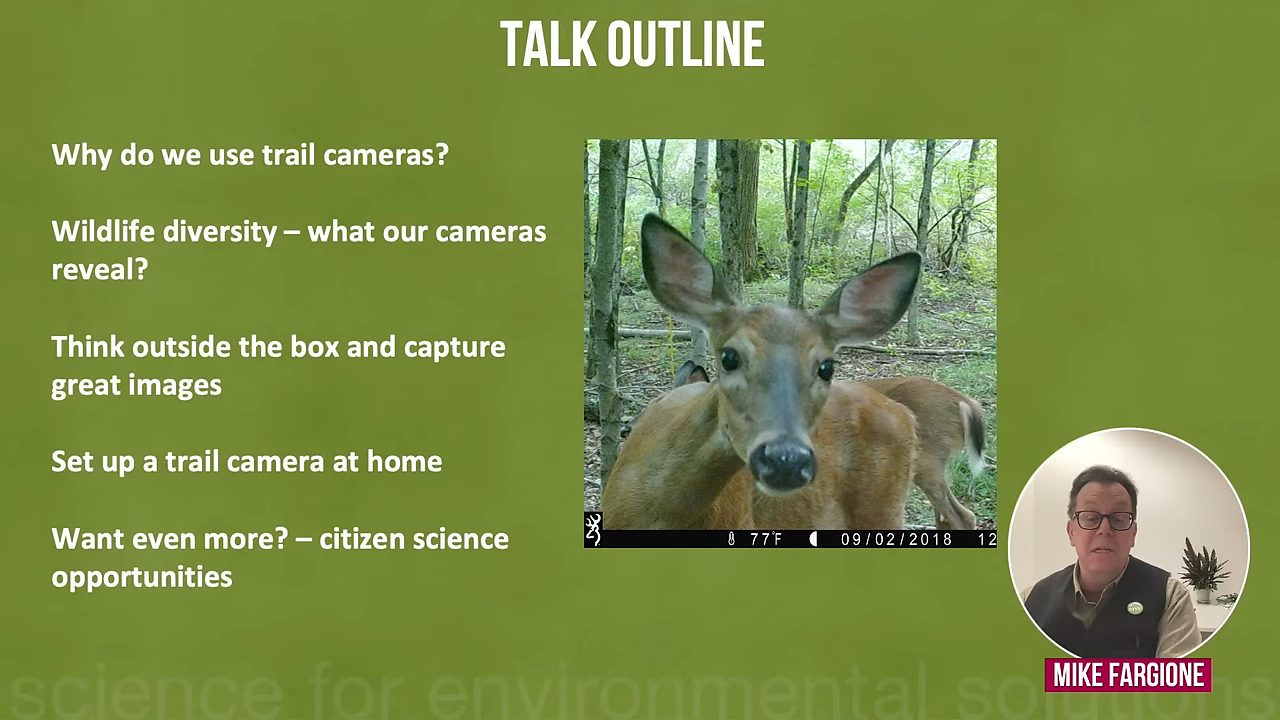 TALK OUTLINE
Why do we use trail cameras?
Wildlife diversity – what our cameras
reveal?
Think outside the box and capture
great images
Set up a trail camera at home
Want even more? – citizen science
opportunities
77°F 09/02/2018 12
MIKE FARGIONE
science for environmental solutions